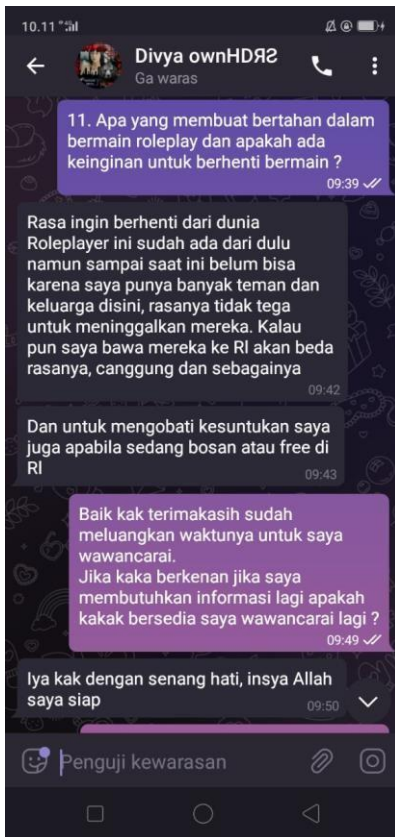 10.11
Divya ownHDЯƧ
Ga waras
11. Apa yang membuat bertahan dalam
bermain roleplay dan apakah ada
keinginan untuk berhenti bermain ?
09:39
Rasa ingin berhenti dari dunia
Roleplayer ini sudah ada dari dulu
namun sampai saat ini belum bisa
karena saya punya banyak teman dan
keluarga disini, rasanya tidak tega
untuk meninggalkan mereka. Kalau
pun saya bawa mereka ke Rl akan beda
rasanya, canggung dan sebagainya
09:42
Dan untuk mengobati kesuntukan saya
juga apabila sedang bosan atau free di
Rl
09:43
Baik kak terimakasih sudah
meluangkan waktunya untuk saya
wawancarai.
Jika kaka berkenan jika saya
membutuhkan informasi lagi apakah
kakak bersedia saya wawancarai lagi ?
09:49
Iya kak dengan senang hati, insya Allah
saya siap
09:50
Penguji kewarasan